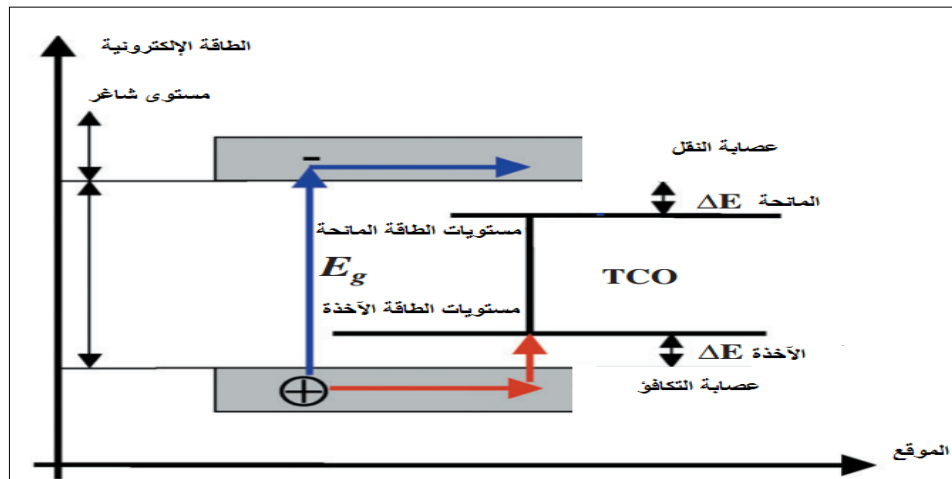 الطاقة الإلكترونية
مستوى شاغر
-
عصابة النقل
ΔE المانحة
مستويات الطاقة المانحة
E_g
TCO
مستويات الطاقة الآخذة
ΔE الآخذة
عصابة التكافؤ
+
الموقع